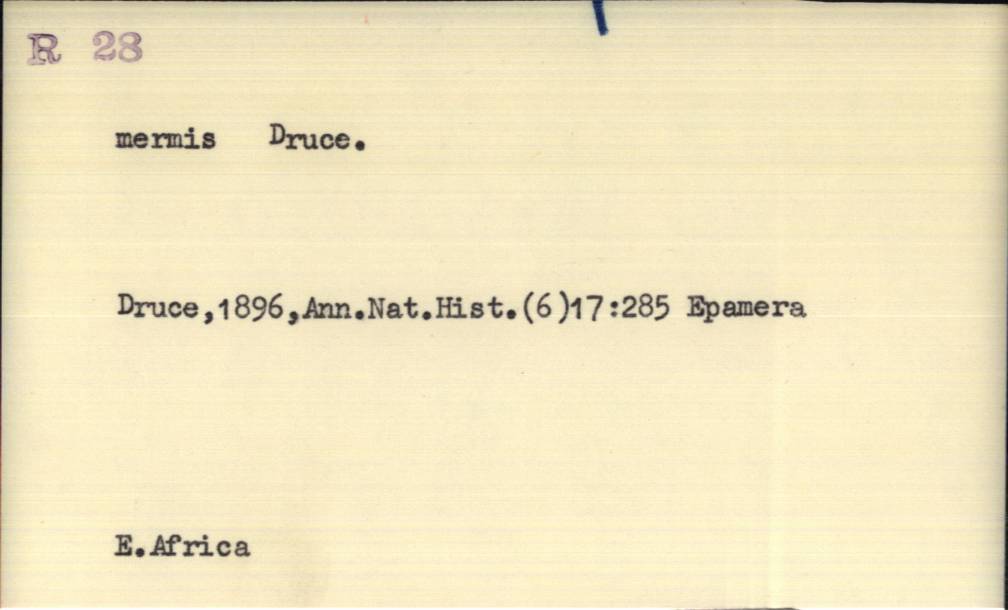 R 28
mermis Druce.
Druce,1896,Ann.Nat.Hist.(6)17:285 Epamera
E.Africa